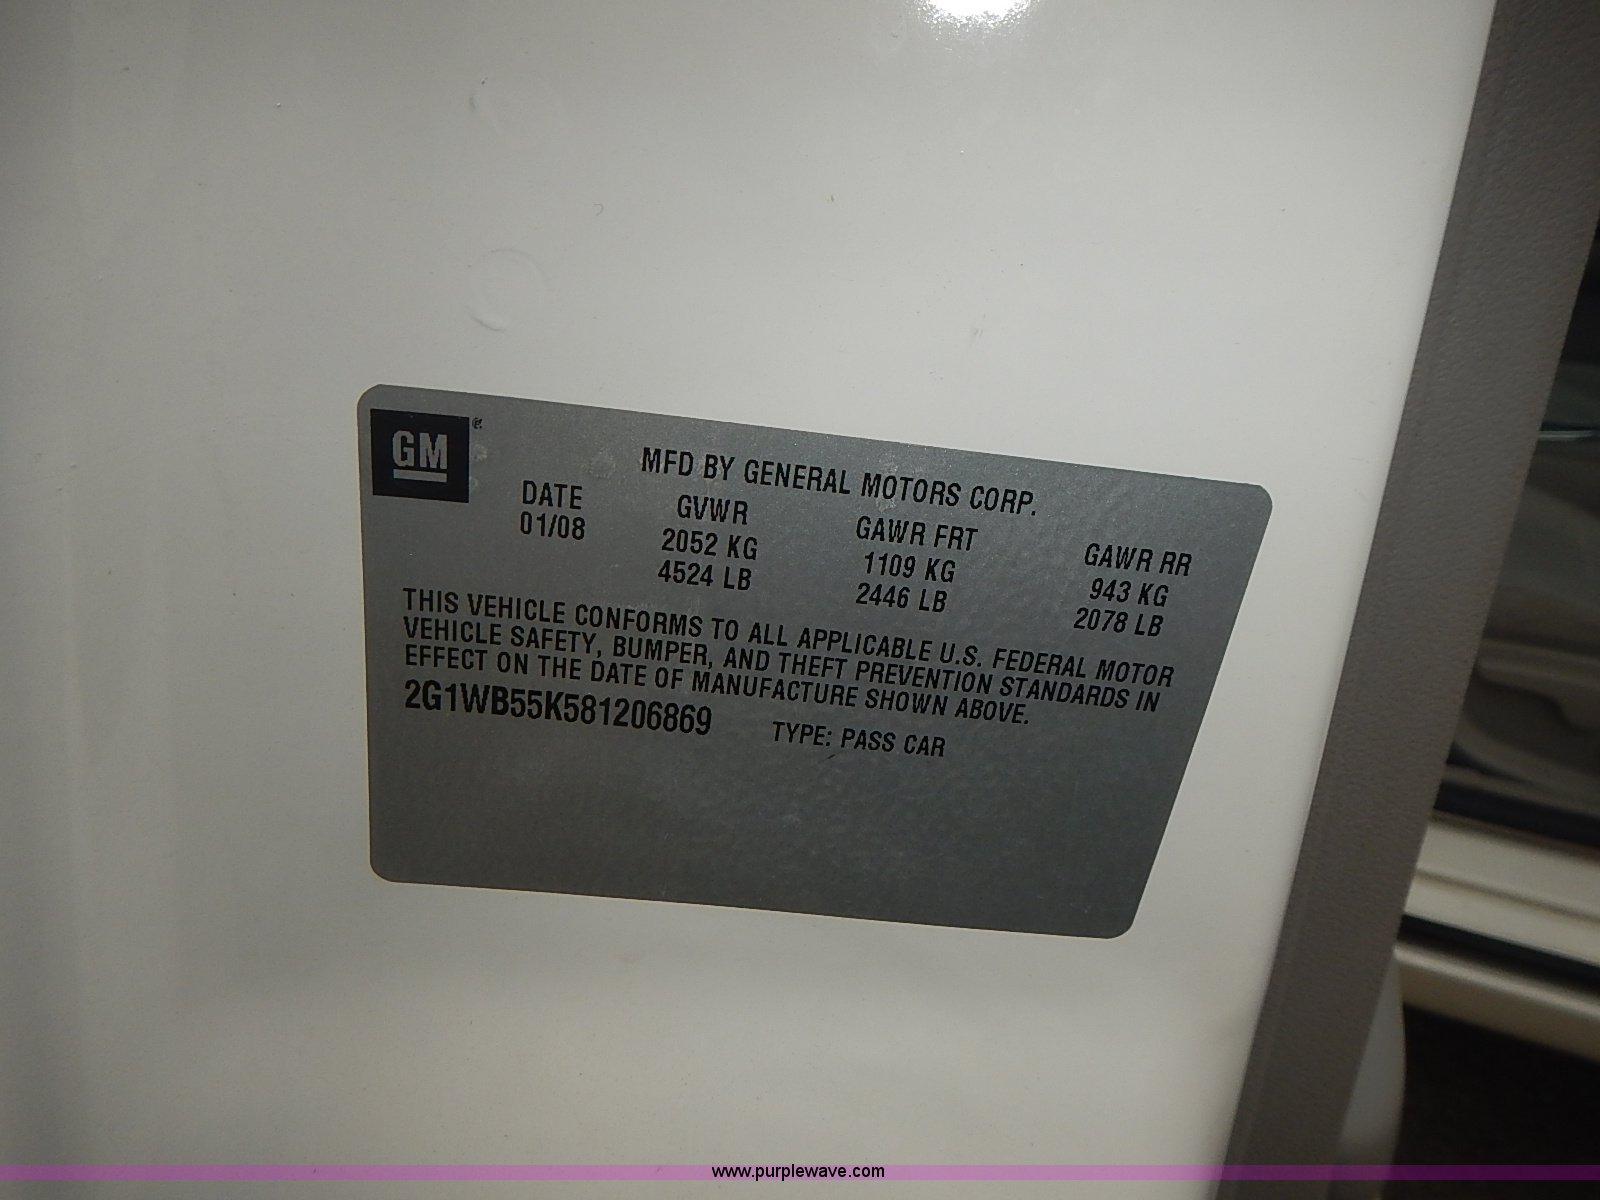 GM
MFD BY GENERAL MOTORS CORP.
DATE GVWR GAWR FRT GAWR RR
01/08 2052 KG 1109 KG 943 KG
4524 LB 2446 LB 2078 LB
THIS VEHICLE CONFORMS TO ALL APPLICABLE U.S. FEDERAL MOTOR
VEHICLE SAFETY, BUMPER, AND THEFT PREVENTION STANDARDS IN
EFFECT ON THE DATE OF MANUFACTURE SHOWN ABOVE.
2G1WB55K581206869 TYPE: PASS CAR
www.purplewave.com